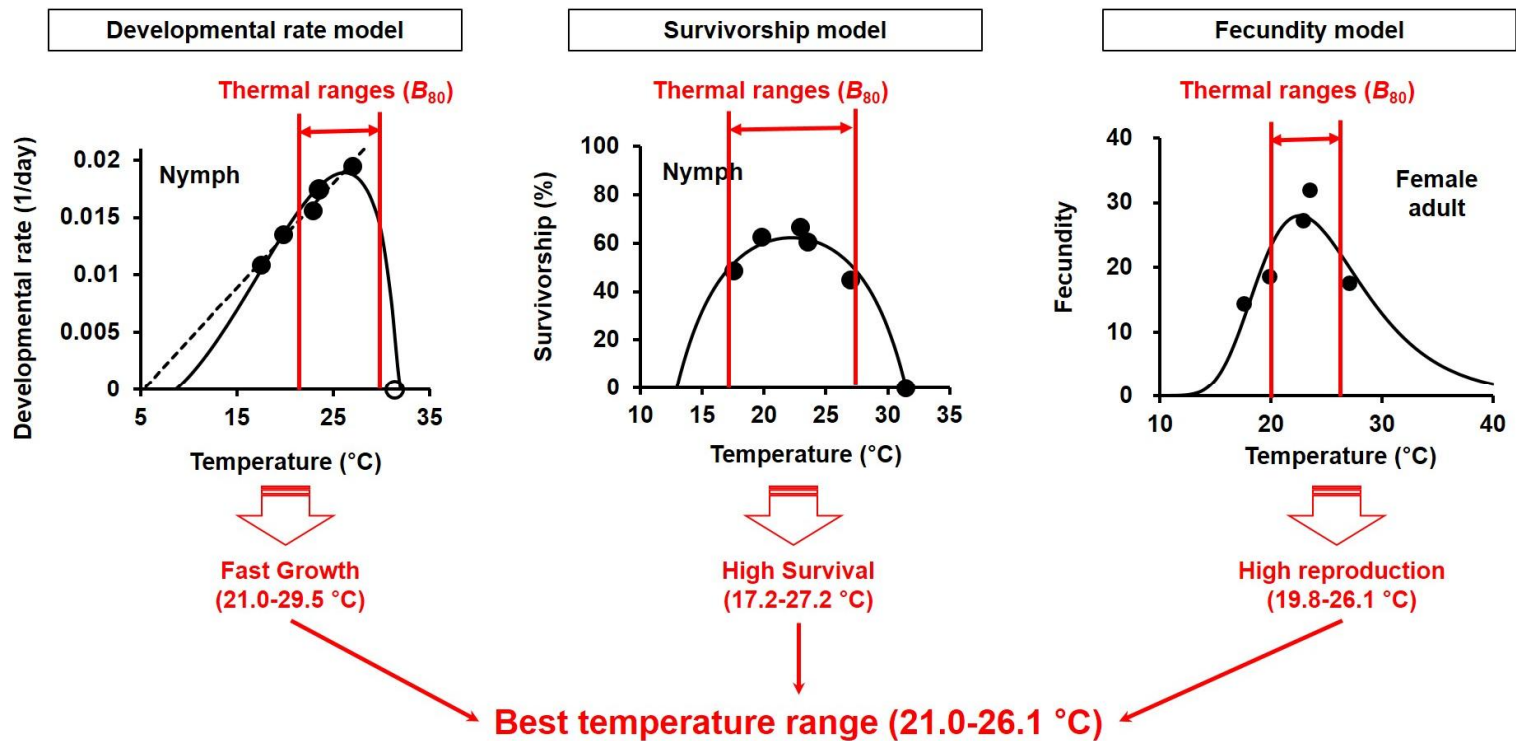 Developmental rate model
Thermal ranges (B80)
Developmental rate (1/day)
Nymph
0.02
0.015
0.01
0.005
0
5
15
25
35
Temperature (°C)
Fast Growth
(21.0-29.5 °C)
Survivorship model
Thermal ranges (B80)
Survivorship (%)
Nymph
100
80
60
40
20
0
10
15
20
25
30
35
Temperature (°C)
High Survival
(17.2-27.2 °C)
Fecundity model
Thermal ranges (B80)
Fecundity
Female
adult
40
30
20
10
0
10
20
30
40
Temperature (°C)
High reproduction
(19.8-26.1 °C)
Best temperature range (21.0-26.1 °C)